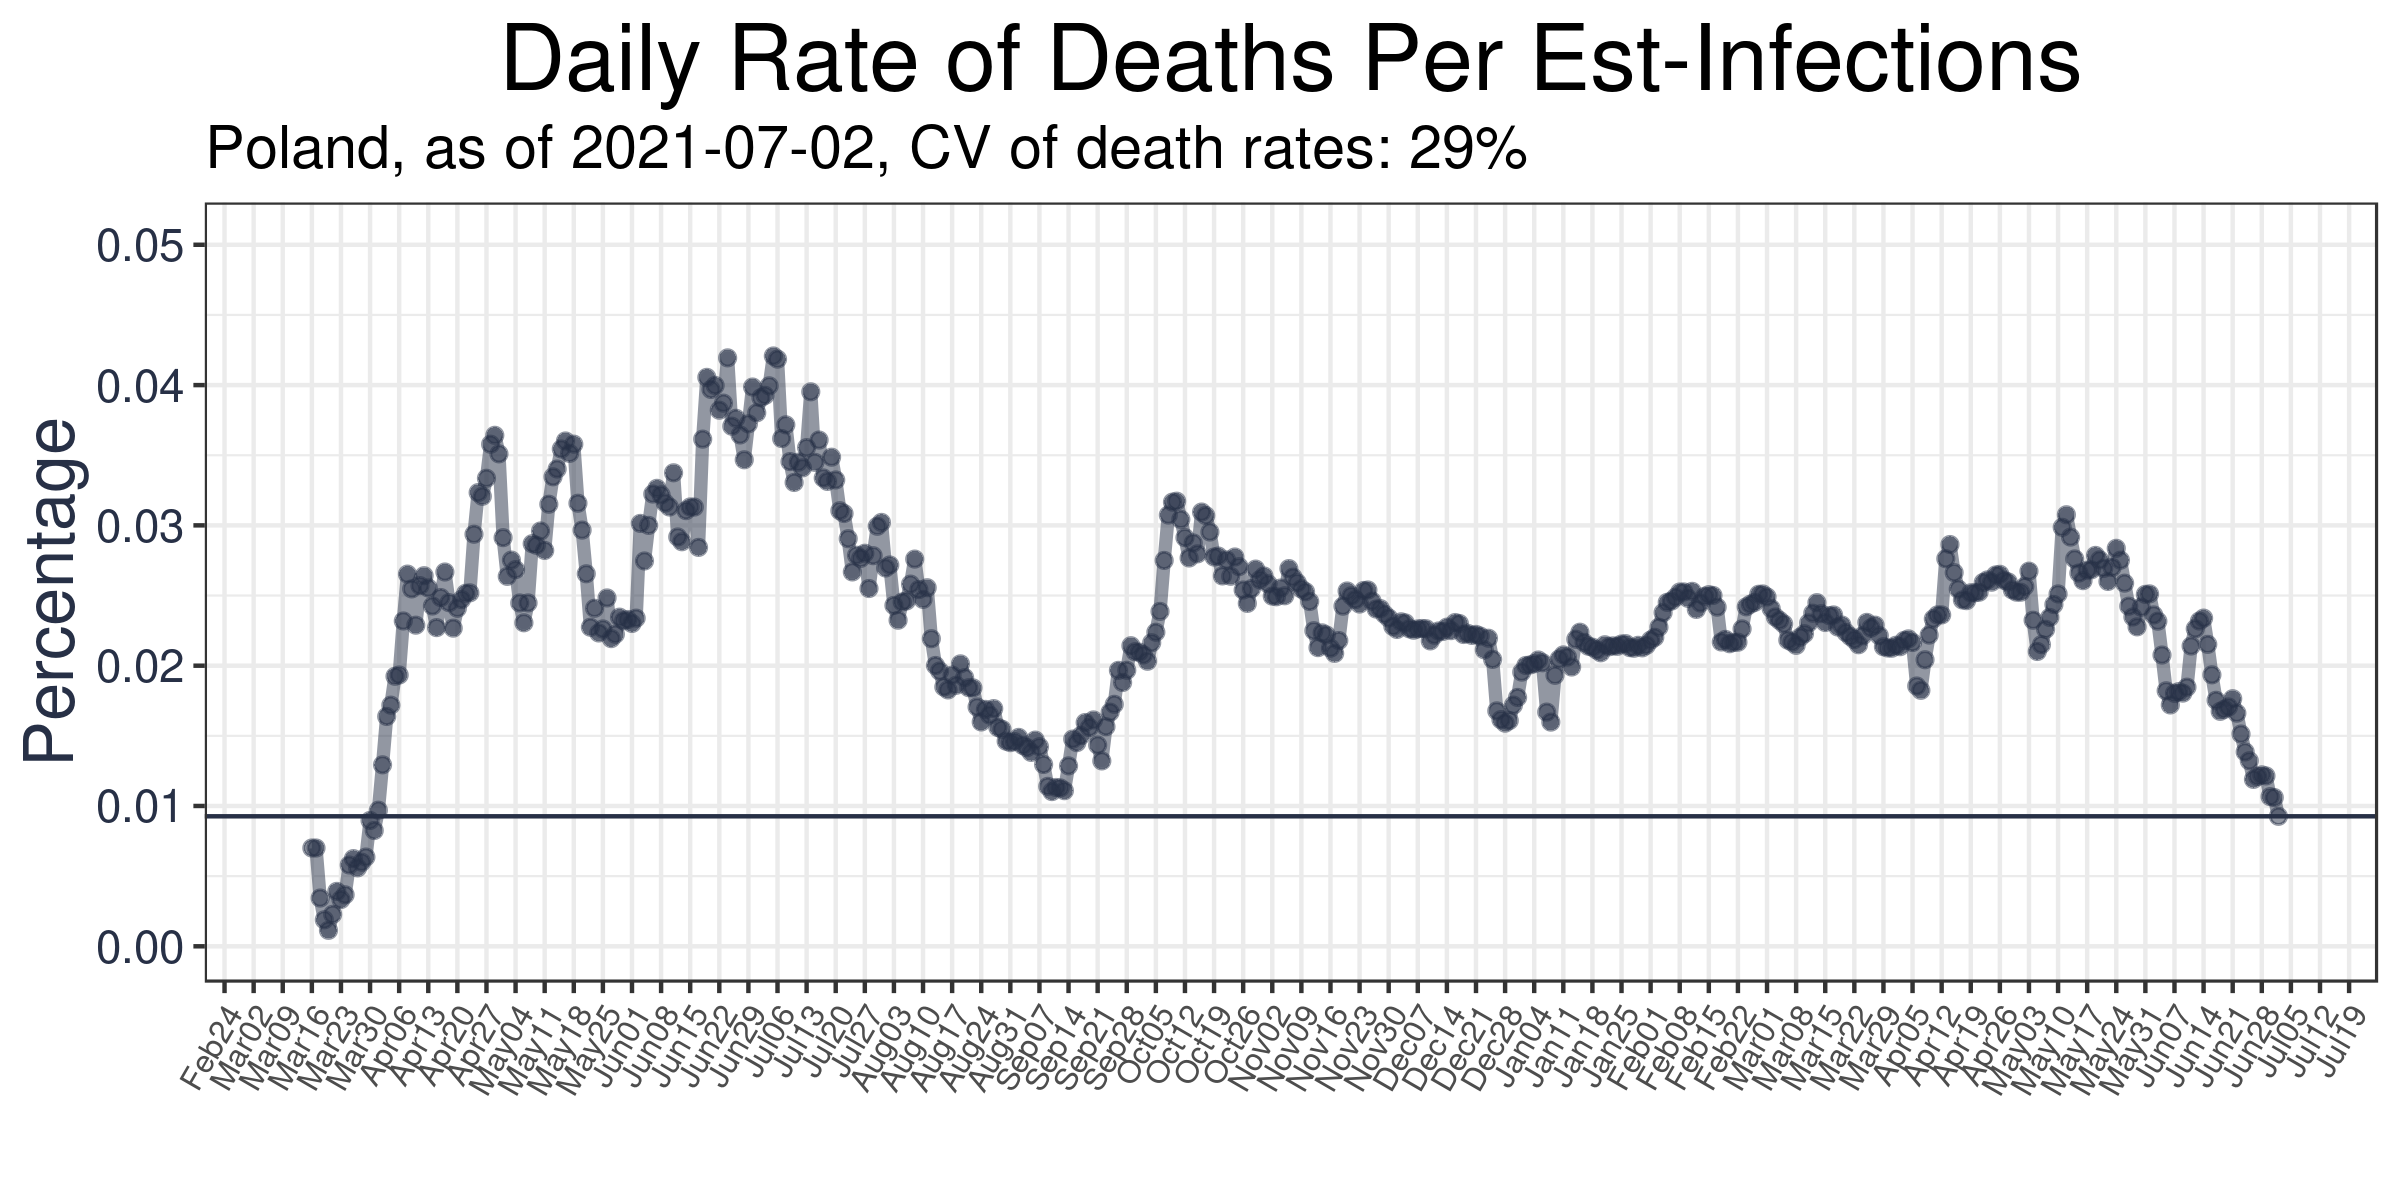 Daily Rate of Deaths Per Est-Infections
Poland, as of 2021-07-02, CV of death rates: 29%
Percentage
0.05
0.04
0.03
0.02
0.01
0.00
Feb24
Mar02
Mar09
Mar16
Mar23
Mar30
Apr06
Apr13
Apr20
Apr27
May04
May11
May18
May25
Jun01
Jun08
Jun15
Jun22
Jun29
Jul06
Jul13
Jul20
Jul27
Aug03
Aug10
Aug17
Aug24
Aug31
Sep07
Sep14
Sep21
Sep28
Oct05
Oct12
Oct19
Oct26
Nov02
Nov09
Nov16
Nov23
Nov30
Dec07
Dec14
Dec21
Dec28
Jan04
Jan11
Jan18
Jan25
Feb01
Feb08
Feb15
Feb22
Mar01
Mar08
Mar15
Mar22
Mar29
Apr05
Apr12
Apr19
Apr26
May03
May10
May17
May24
May31
Jun07
Jun14
Jun21
Jun28
Jul05
Jul12
Jul19